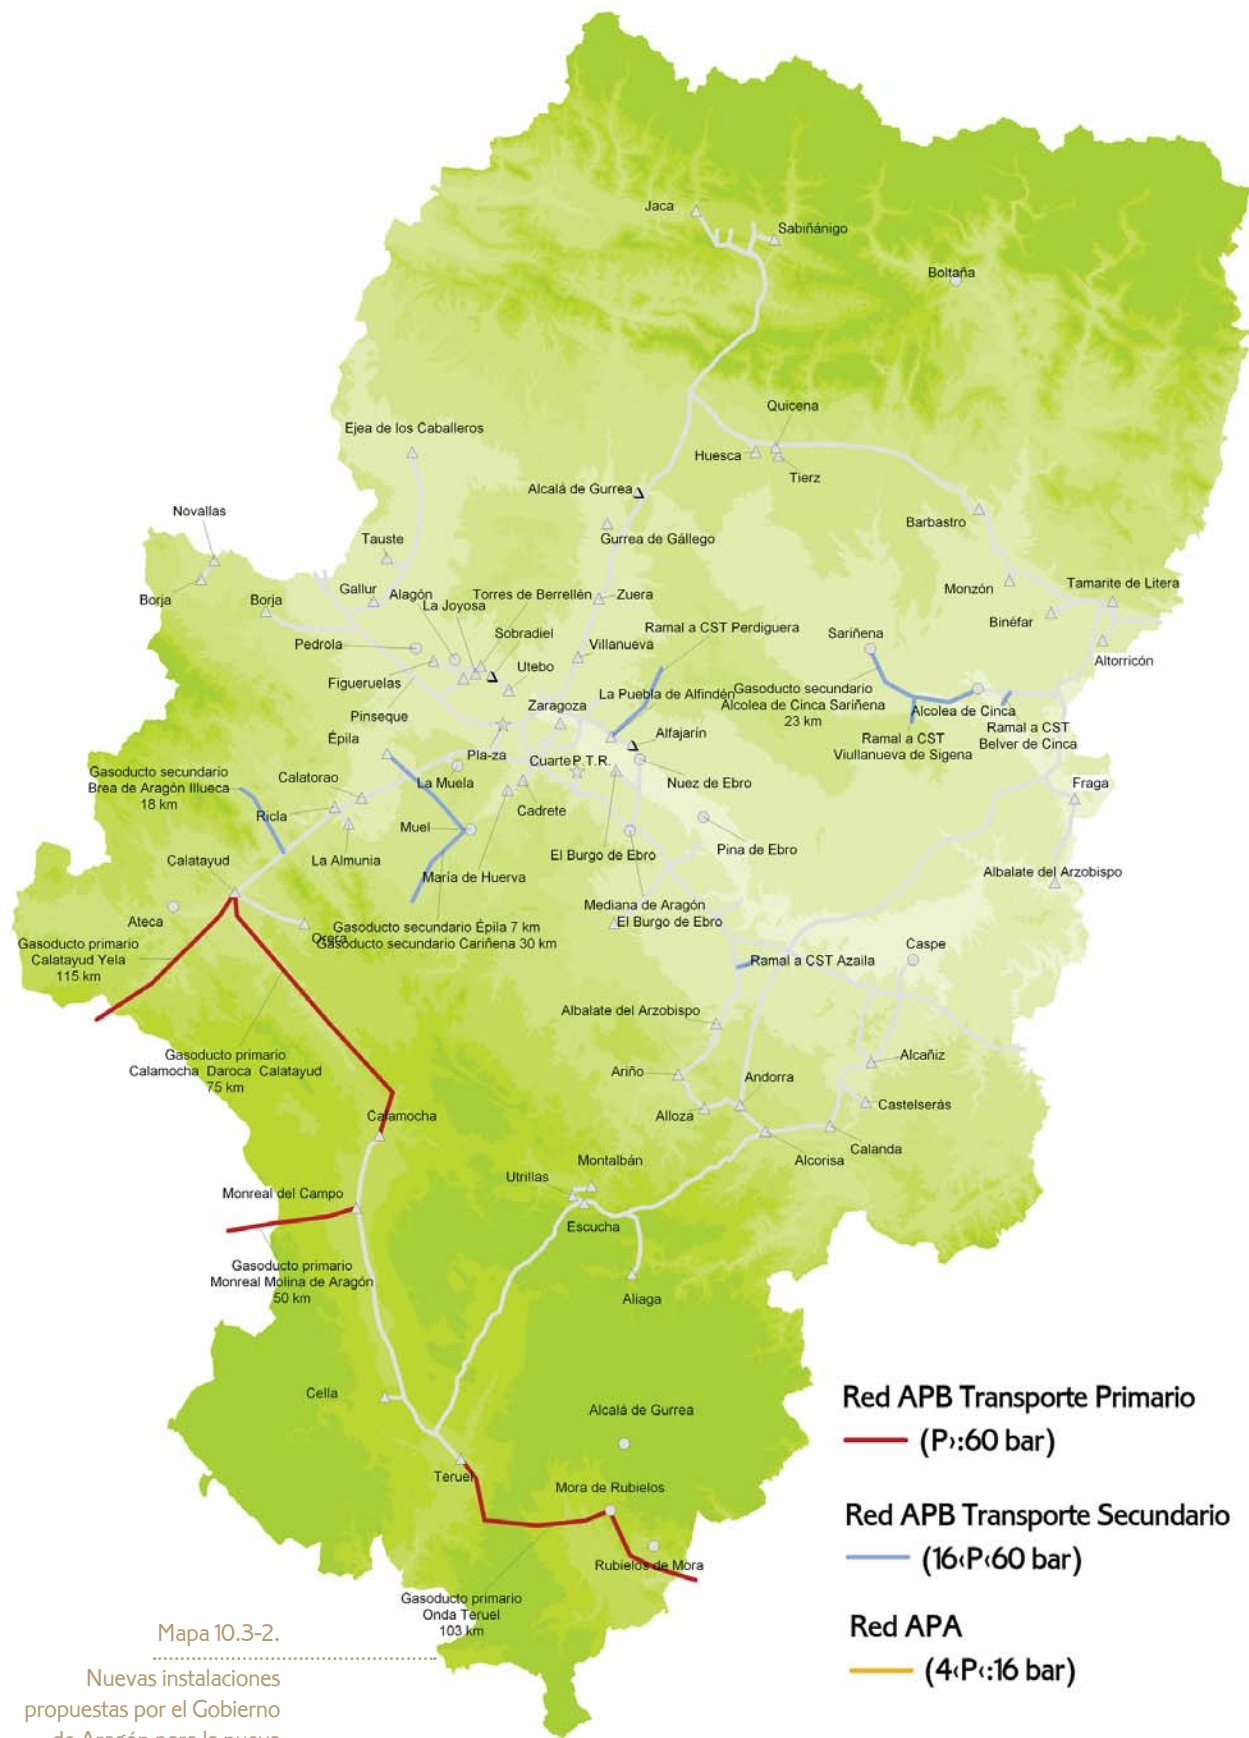 Jaca
Sabiñánigo
Boltaña
Quicena
Ejea de los Caballeros
Huesca
Tierz
Alcalá de Gurrea
Novallas
Barbastro
Gurrea de Gállego
Tauste
Tamarite de Litera
Monzón
Gallur
Alagón
Torres de Berrellén
Zuera
Borja
Borja
La Joyosa
Binéfar
Ramal a CST Perdiguera
Sariñena
Sobradiel
Pedrola
Villanueva
Utebo
Altorricón
Figueruelas
La Puebla de Alfindén
Gasoducto secundario
Alcolea de Cinca Sariñena
23 km
Zaragoza
Pinseque
Alcolea de Cinca
Ramal a CST
Belver de Cinca
Épila
Alfajarín
Ramal a CST
Viullanueva de Sigena
Pla-za
Cuarte
P.T.R.
Gasoducto secundario
Brea de Aragón Illueca
18 km
Calatorao
La Muela
Nuez de Ebro
Fraga
Cadrete
Ricla
Muel
Pina de Ebro
El Burgo de Ebro
La Almunia
Calatayud
María de Huerva
Albalate del Arzobispo
Mediana de Aragón
El Burgo de Ebro
Ateca
Gasoducto secundario Épila 7 km
Gasoducto secundario Cariñena 30 km
Orera
Gasoducto primario
Calatayud Yela
115 km
Caspe
Ramal a CST Azaila
Albalate del Arzobispo
Gasoducto primario
Calamocha Daroca Calatayud
75 km
Alcañiz
Ariño
Andorra
Castelserás
Calamocha
Alloza
Calanda
Alcorisa
Montalbán
Utrillas
Monreal del Campo
Escucha
Gasoducto primario
Monreal Molina de Aragón
50 km
Aliaga
Cella
Alcalá de Gurrea
Teruel
Mora de Rubielos
Rubielos de Mora
Gasoducto primario
Onda Teruel
103 km
Red APB Transporte Primario
(P›:60 bar)
Red APB Transporte Secundario
(16‹P‹60 bar)
Red APA
(4‹P‹:16 bar)
Mapa 10.3-2.
Nuevas instalaciones
propuestas por el Gobierno
de Aragón para la nueva